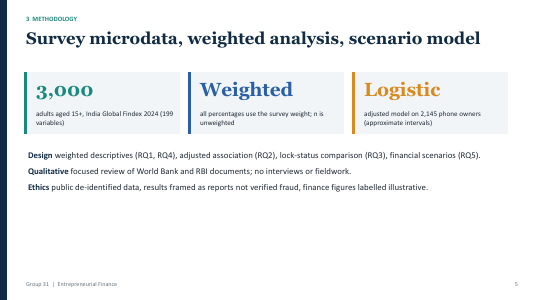 3 METHODOLOGY
Survey microdata, weighted analysis, scenario model
3,000
adults aged 15+, India Global Findex 2024 (199
variables)
Weighted
all percentages use the survey weight; n is
unweighted
Logistic
adjusted model on 2,145 phone owners
(approximate intervals)
Design weighted descriptives (RQ1, RQ4), adjusted association (RQ2), lock-status comparison (RQ3), financial scenarios (RQ5).
Qualitative focused review of World Bank and RBI documents; no interviews or fieldwork.
Ethics public de-identified data, results framed as reports not verified fraud, finance figures labelled illustrative.
Group 31 | Entrepreneurial Finance
5